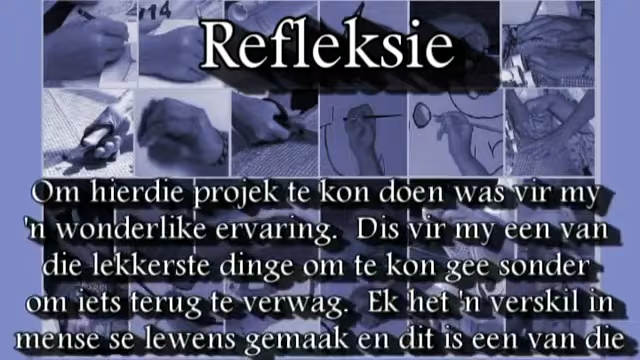 14
Refleksie
Om hierdie projek te kon doen was vir my
'n wonderlike ervaring. Dis vir my een van
die lekkerste dinge om te kon gee sonder
om iets terug te verwag. Ek het 'n verskil in
mense se lewens gemaak en dit is een van die